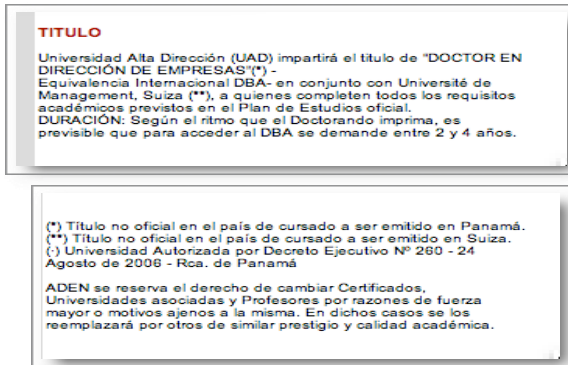 TITULO
Universidad Alta Dirección (UAD) impartirá el titulo de "DOCTOR EN
DIRECCIÓN DE EMPRESAS"(*) -
Equivalencia Internacional DBA- en conjunto con Université de
Management, Suiza (**), a quienes completen todos los requisitos
académicos previstos en el Plan de Estudios oficial.
DURACIÓN: Según el ritmo que el Doctorando imprima, es
previsible que para acceder al DBA se demande entre 2 y 4 años.
(*) Título no oficial en el país de cursado a ser emitido en Panamá.
(**) Título no oficial en el país de cursado a ser emitido en Suiza.
(·) Universidad Autorizada por Decreto Ejecutivo Nº 260 - 24
Agosto de 2006 - Rca. de Panamá
ADEN se reserva el derecho de cambiar Certificados,
Universidades asociadas y Profesores por razones de fuerza
mayor o motivos ajenos a la misma. En dichos casos se los
reemplazará por otros de similar prestigio y calidad académica.